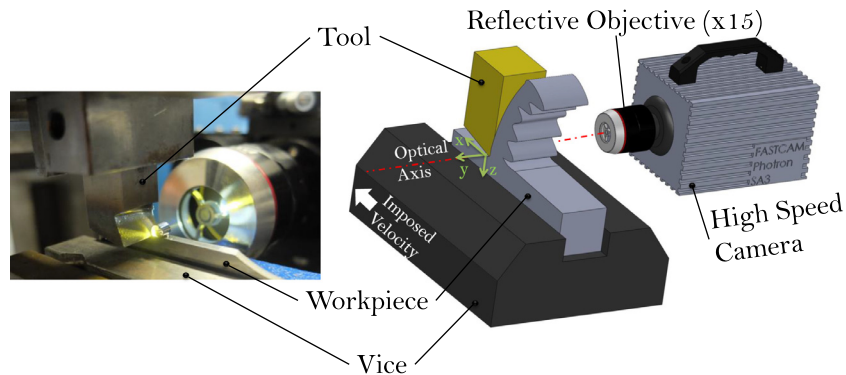 Reflective Objective (x15)
Tool
Optical
Axis
x
y
z
Imposed
Velocity
FASTCAM
Photron
SA3
High Speed
Camera
Workpiece
Vice